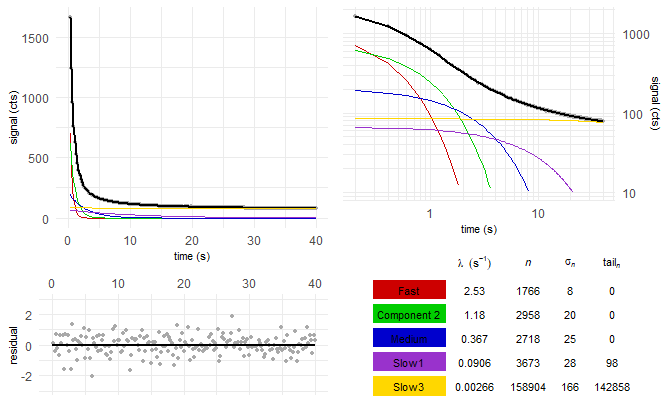 1500
1000
500
0
signal (cts)
0 10 20 30 40
time (s)
1000
100
10
signal (cts)
1 10
time (s)
0 10 20 30 40
2
0
-2
residual
λ (s⁻¹) n σₙ tailₙ
Fast 2.53 1766 8 0
Component 2 1.18 2958 20 0
Medium 0.367 2718 25 0
Slow1 0.0906 3673 28 98
Slow3 0.00266 158904 166 142858